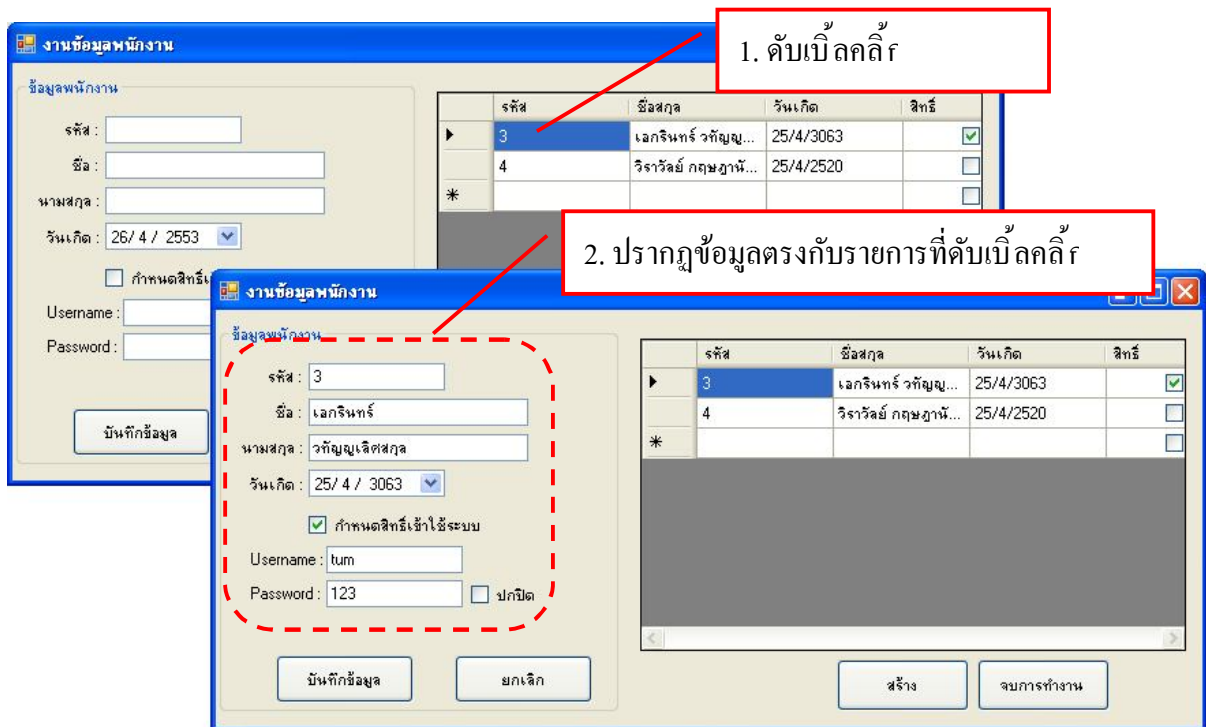 งานข้อมูลพนักงาน
1. ดับเบิ้ลคลิ้ก
ข้อมูลพนักงาน
รหัส :
ชื่อ :
นามสกุล :
วันเกิด : 26/ 4 / 2553
กำหนดสิทธิ์เ
Username :
Password :
บันทึกข้อมูล
รหัส ชื่อสกุล วันเกิด สิทธิ์
3 เอกรินทร์ วทัญญู... 25/4/3063
4 วิราวัลย์ กฤษฎานั... 25/4/2520
2. ปรากฏข้อมูลตรงกับรายการที่ดับเบิ้ลคลิ้ก
งานข้อมูลพนักงาน
ข้อมูลพนักงาน
รหัส : 3
ชื่อ : เอกรินทร์
นามสกุล : วทัญญูเลิศสกุล
วันเกิด : 25/ 4 / 3063
กำหนดสิทธิ์เข้าใช้ระบบ
Username : tum
Password : 123 ปกปิด
บันทึกข้อมูล ยกเลิก
รหัส ชื่อสกุล วันเกิด สิทธิ์
3 เอกรินทร์ วทัญญู... 25/4/3063
4 วิราวัลย์ กฤษฎานั... 25/4/2520
สร้าง จบการทำงาน